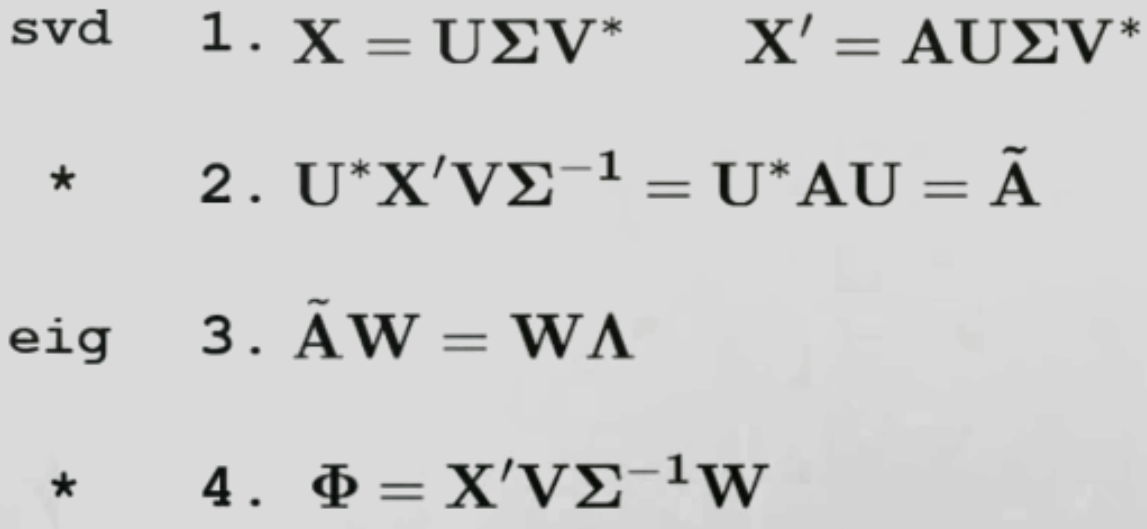 svd 1. X = UΣV* X′ = AUΣV*
* 2. U*X′VΣ⁻¹ = U*AU = Ã
eig 3. ÃW = WΛ
* 4. Φ = X′VΣ⁻¹W